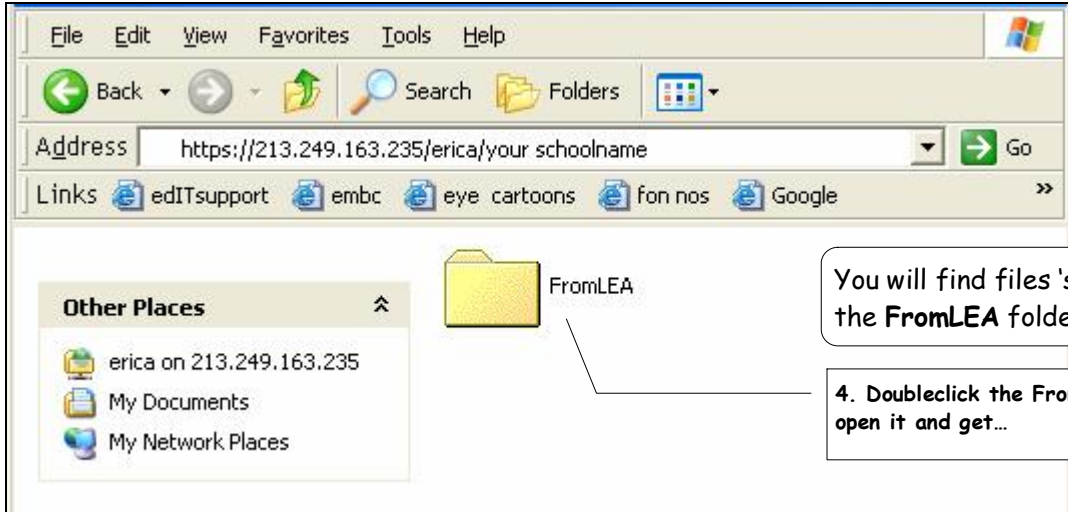 File Edit View Favorites Tools Help
Back Search Folders
Address https://213.249.163.235/erica/your schoolname Go
Links edITsupport embc eye cartoons fon nos Google »
FromLEA
You will find files 's
the FromLEA folde
Other Places
erica on 213.249.163.235
My Documents
My Network Places
4. Doubleclick the Fro
open it and get…